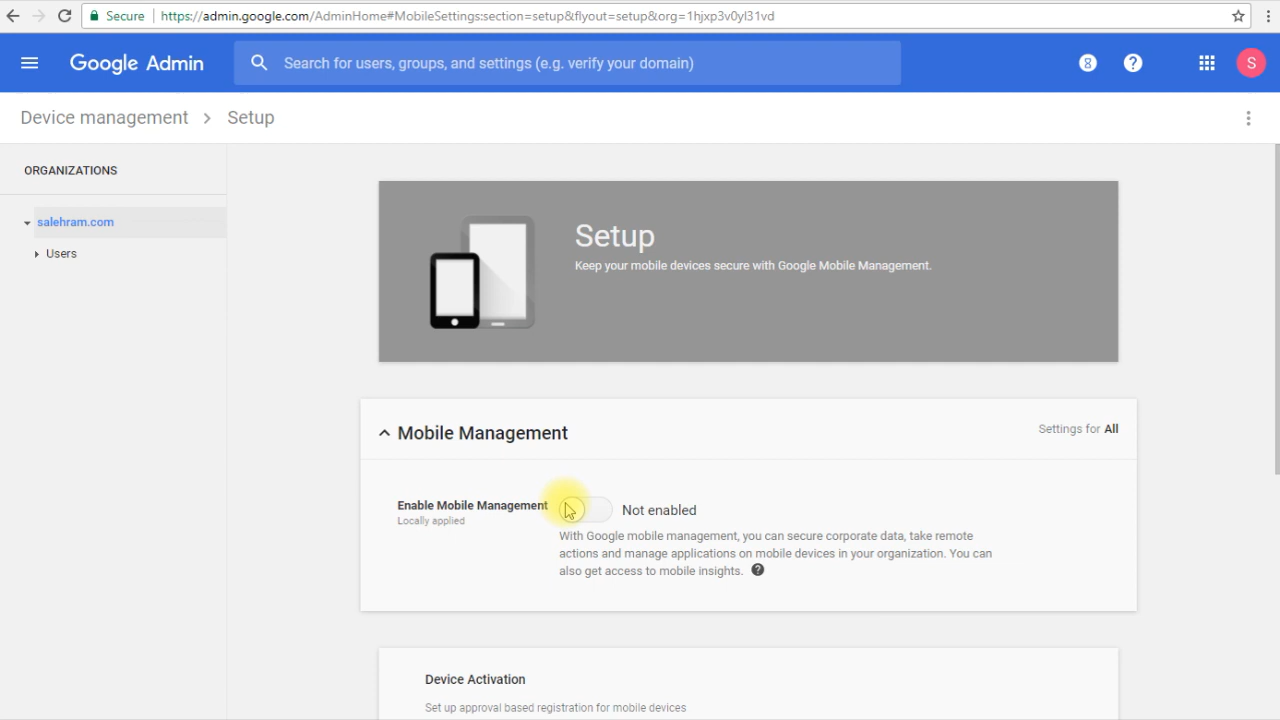 Secure
https://admin.google.com/AdminHome#MobileSettings:section=setup&flyout=setup&org=1hjxp3v0yl31vd
Google Admin
Search for users, groups, and settings (e.g. verify your domain)
8
?
S
Device management > Setup
ORGANIZATIONS
salehram.com
Users
Setup
Keep your mobile devices secure with Google Mobile Management.
Mobile Management
Settings for All
Enable Mobile Management
Locally applied
Not enabled
With Google mobile management, you can secure corporate data, take remote
actions and manage applications on mobile devices in your organization. You can
also get access to mobile insights. ?
Device Activation
Set up approval based registration for mobile devices